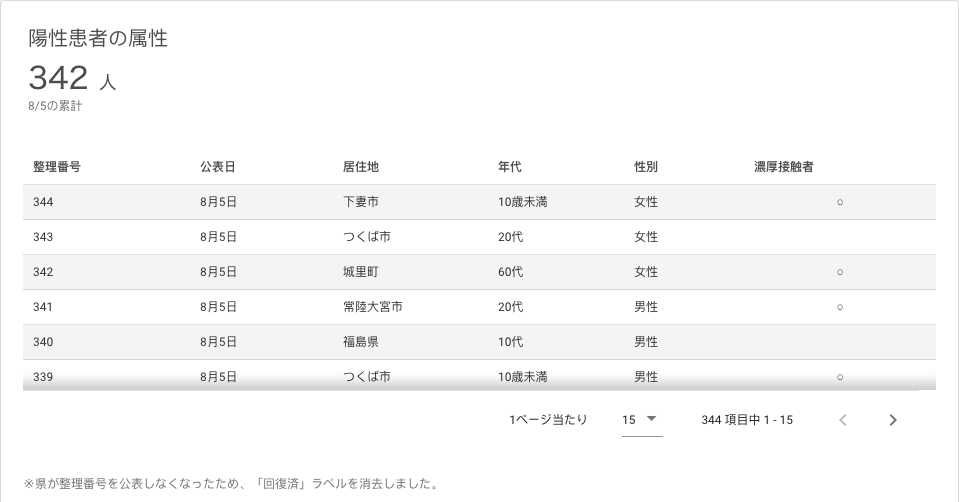 陽性患者の属性
342 人
8/5の累計
整理番号 公表日 居住地 年代 性別 濃厚接触者
344 8月5日 下妻市 10歳未満 女性 ○
343 8月5日 つくば市 20代 女性
342 8月5日 城里町 60代 女性 ○
341 8月5日 常陸大宮市 20代 男性 ○
340 8月5日 福島県 10代 男性
339 8月5日 つくば市 10歳未満 男性 ○
1ページ当たり 15 344 項目中 1 - 15
※県が整理番号を公表しなくなったため、「回復済」ラベルを消去しました。